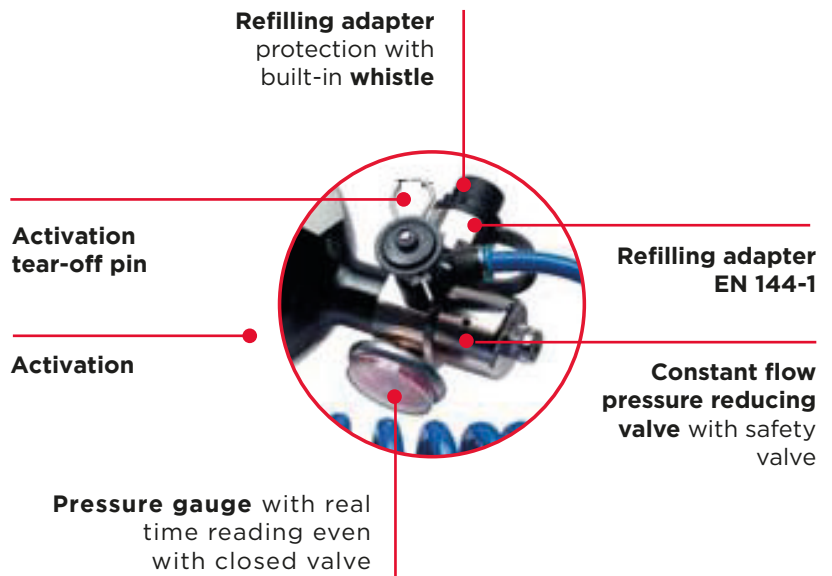 Refilling adapter
protection with
built-in whistle
Activation
tear-off pin
Refilling adapter
EN 144-1
Activation
Constant flow
pressure reducing
valve with safety
valve
Pressure gauge with real
time reading even
with closed valve